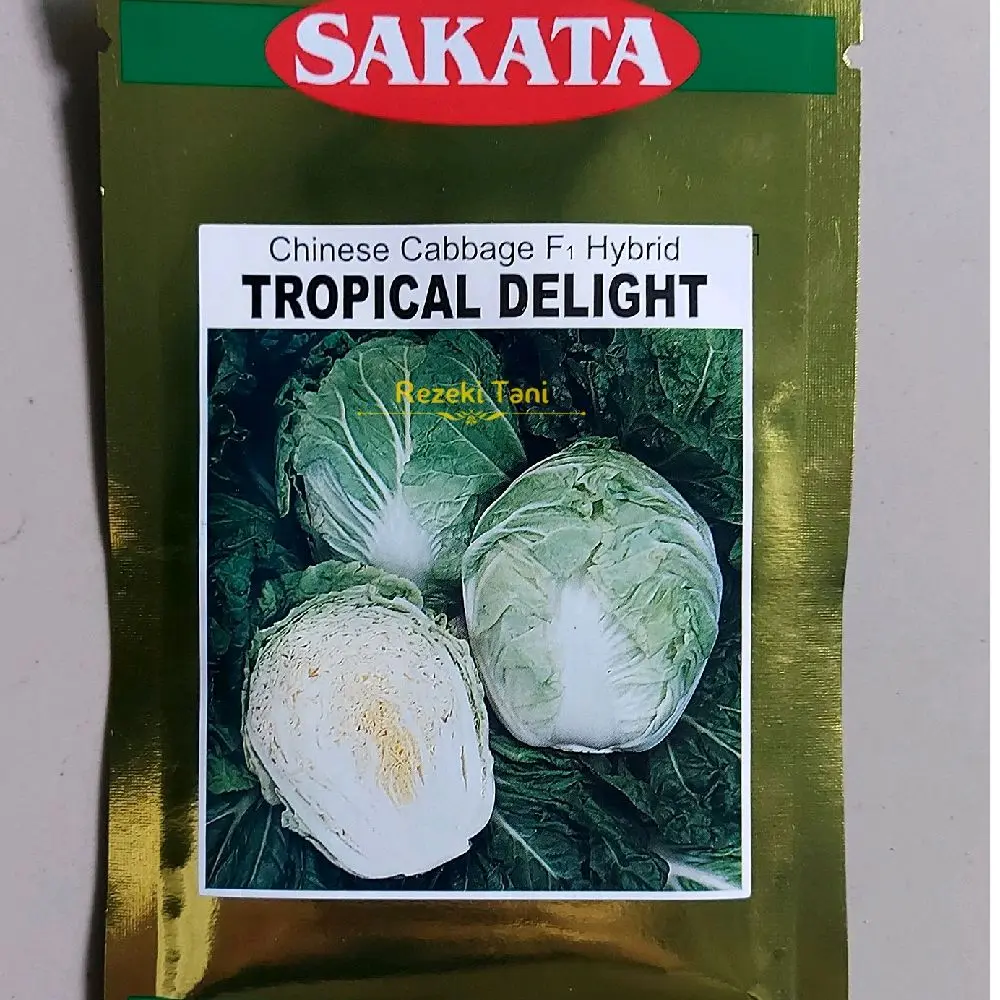 SAKATA
Chinese Cabbage F1 Hybrid
TROPICAL DELIGHT
Rezeki Tani